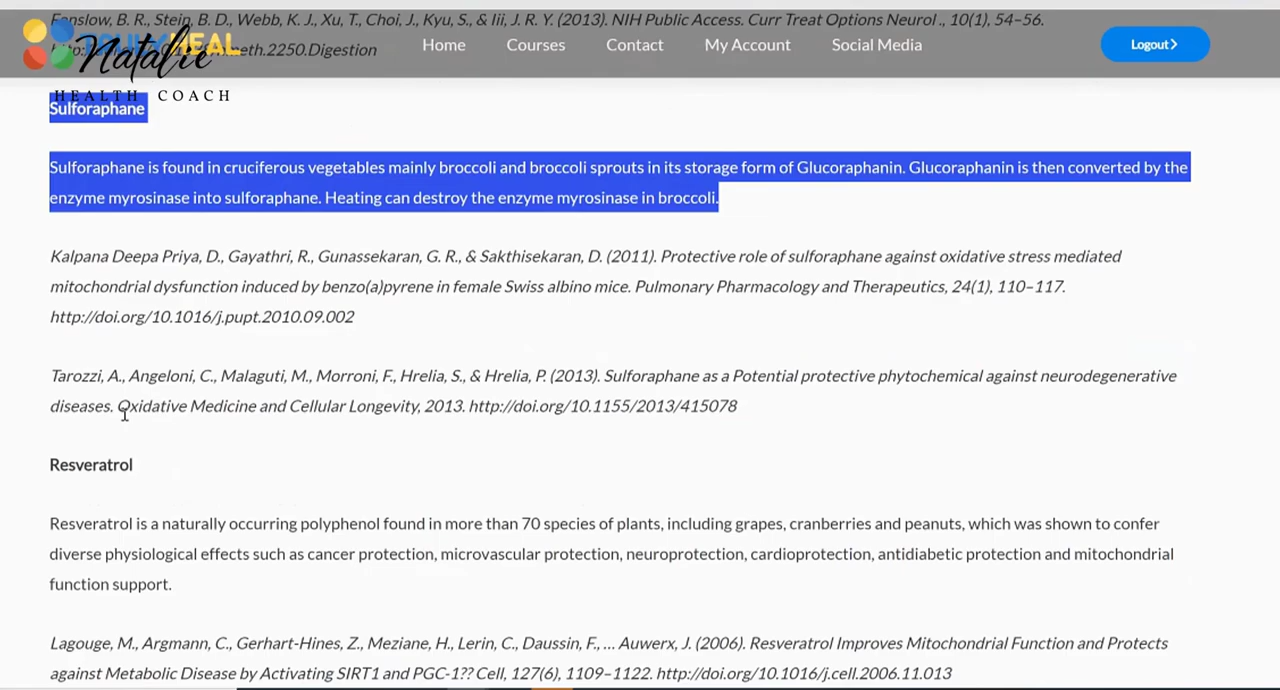 Fanslow, B. R., Stein, B. D., Webb, K. J., Xu, T., Choi, J., Kyu, S., & Iii, J. R. Y. (2013). NIH Public Access. Curr Treat Options Neurol ., 10(1), 54–56.
eth.2250.Digestion
HEAL
Natalie
HEALTH COACH
Home Courses Contact My Account Social Media
Logout
Sulforaphane
Sulforaphane is found in cruciferous vegetables mainly broccoli and broccoli sprouts in its storage form of Glucoraphanin. Glucoraphanin is then converted by the
enzyme myrosinase into sulforaphane. Heating can destroy the enzyme myrosinase in broccoli.
Kalpana Deepa Priya, D., Gayathri, R., Gunassekaran, G. R., & Sakthisekaran, D. (2011). Protective role of sulforaphane against oxidative stress mediated
mitochondrial dysfunction induced by benzo(a)pyrene in female Swiss albino mice. Pulmonary Pharmacology and Therapeutics, 24(1), 110–117.
http://doi.org/10.1016/j.pupt.2010.09.002
Tarozzi, A., Angeloni, C., Malaguti, M., Morroni, F., Hrelia, S., & Hrelia, P. (2013). Sulforaphane as a Potential protective phytochemical against neurodegenerative
diseases. Oxidative Medicine and Cellular Longevity, 2013. http://doi.org/10.1155/2013/415078
Resveratrol
Resveratrol is a naturally occurring polyphenol found in more than 70 species of plants, including grapes, cranberries and peanuts, which was shown to confer
diverse physiological effects such as cancer protection, microvascular protection, neuroprotection, cardioprotection, antidiabetic protection and mitochondrial
function support.
Lagouge, M., Argmann, C., Gerhart-Hines, Z., Meziane, H., Lerin, C., Daussin, F., … Auwerx, J. (2006). Resveratrol Improves Mitochondrial Function and Protects
against Metabolic Disease by Activating SIRT1 and PGC-1?? Cell, 127(6), 1109–1122. http://doi.org/10.1016/j.cell.2006.11.013